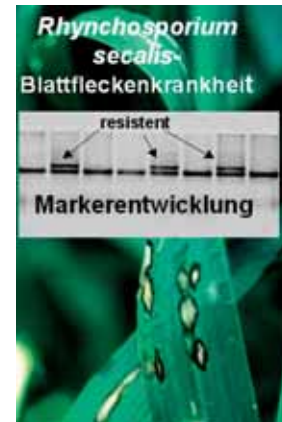 Rhynchosporium
secalis-
Blattfleckenkrankheit
resistent
Markerentwicklung